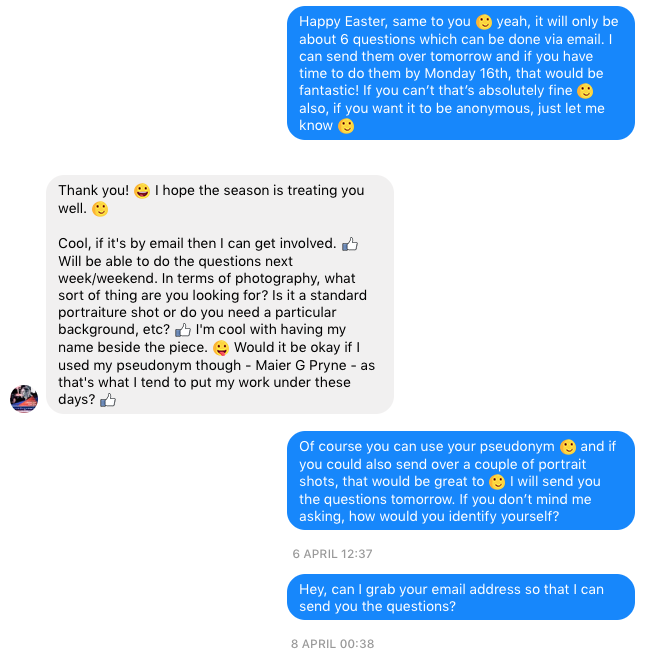 Happy Easter, same to you 🙂 yeah, it will only be
about 6 questions which can be done via email. I
can send them over tomorrow and if you have
time to do them by Monday 16th, that would be
fantastic! If you can’t that’s absolutely fine 🙂
also, if you want it to be anonymous, just let me
know 🙂
Thank you! 😀 I hope the season is treating you
well. 🙂
Cool, if it's by email then I can get involved. 👍
Will be able to do the questions next
week/weekend. In terms of photography, what
sort of thing are you looking for? Is it a standard
portraiture shot or do you need a particular
background, etc? 👍 I'm cool with having my
name beside the piece. 😛 Would it be okay if I
used my pseudonym though - Maier G Pryne - as
that's what I tend to put my work under these
days? 👍
Of course you can use your pseudonym 🙂 and if
you could also send over a couple of portrait
shots, that would be great to 🙂 I will send you
the questions tomorrow. If you don’t mind me
asking, how would you identify yourself?
6 APRIL 12:37
Hey, can I grab your email address so that I can
send you the questions?
8 APRIL 00:38